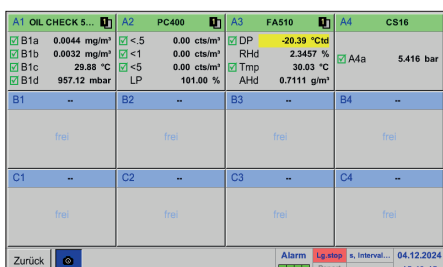 A1 OIL CHECK 5... A2 PC400 A3 FA510 A4 CS16
B1a 0.0044 mg/m³ <.5 0.00 cts/m³ DP -20.39 °Ctd
B1b 0.0032 mg/m³ <1 0.00 cts/m³ RHd 2.3457 % A4a 5.416 bar
B1c 29.88 °C <5 0.00 cts/m³ Tmp 30.03 °C
B1d 957.12 mbar LP 101.00 % AHd 0.7111 g/m³
B1 -- B2 -- B3 -- B4 --
frei frei frei frei
C1 -- C2 -- C3 -- C4 --
frei frei frei frei
Zurück Alarm Lg.stop s, Interval... 04.12.2024